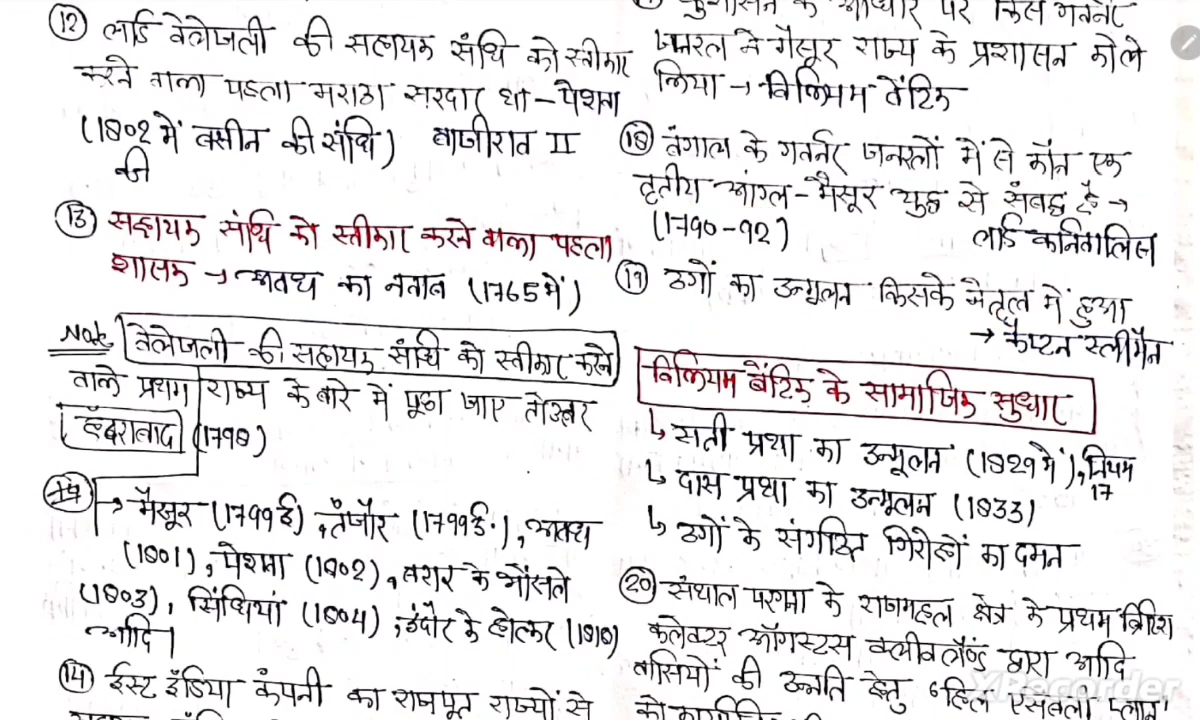 ⑫ लार्ड वेलेजली की सहायक संधि को स्वीकार
करने वाला पहला मराठा सरदार था - पेशवा
(1802 में बसीन की संधि) बाजीराव II
की
⑬ सहायक संधि को स्वीकार करने वाला पहला
शासक → अवध का नवाब (1765 में)
Note वेलेजली की सहायक संधि को स्वीकार करने
वाले प्रथम राज्य के बारे में पूछा जाए तो उत्तर
हैदराबाद (1798)
⑭ → मैसूर (1799ई), तंजौर (1799ई.), अवध
(1801), पेशवा (1802), बरार के भोंसले
(1803), सिंधिया (1804), इंदौर के होल्कर (1818)
आदि।
⑭ ईस्ट इंडिया कंपनी का राजपूत राज्यों से
कुशासन के आधार पर किस गवर्नर
जनरल ने मैसूर राज्य के प्रशासन को ले
लिया → विलियम बेंटिक
⑱ बंगाल के गवर्नर जनरलों में से कौन एक
तृतीय आंग्ल-मैसूर युद्ध से संबद्ध है →
(1790-92) लार्ड कार्नवालिस
⑲ ठगों का उन्मूलन किसके नेतृत्व में हुआ
→ कैप्टन स्लीमैन
विलियम बैंटिक के सामाजिक सुधार
↳ सती प्रथा का उन्मूलन (1829 में), नियम
17
↳ दास प्रथा का उन्मूलन (1833)
↳ ठगों के संगठित गिरोहों का दमन
⑳ संथाल परगना के राजमहल क्षेत्र के प्रथम ब्रिटिश
कलेक्टर ऑगस्टस क्लीवलैण्ड द्वारा आदि
वासियों की उन्नति हेतु 'हिल एसेंबली प्लान'
XRecorder